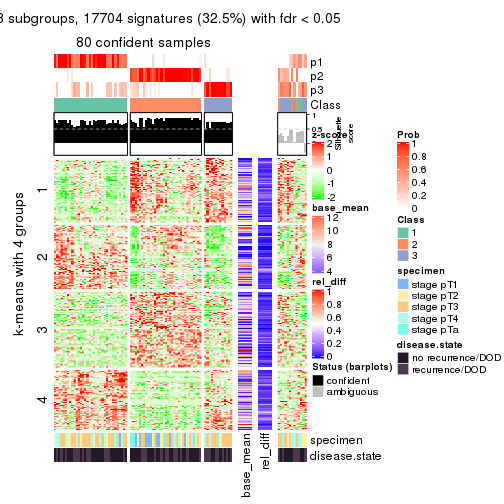 3 subgroups, 17704 signatures (32.5%) with fdr < 0.05
80 confident samples
p1
p2
p3
Class
1
0.5
0
Silhouette
score
k-means with 4 groups
1
2
3
4
base_mean
rel_diff
specimen
disease.state
z-score
2
1
0
-1
-2
base_mean
12
10
8
6
4
rel_diff
1
0.8
0.6
0.4
0.2
0
Status (barplots)
confident
ambiguous
Prob
1
0.8
0.6
0.4
0.2
0
Class
1
2
3
specimen
stage pT1
stage pT2
stage pT3
stage pT4
stage pTa
disease.state
no recurrence/DOD
recurrence/DOD